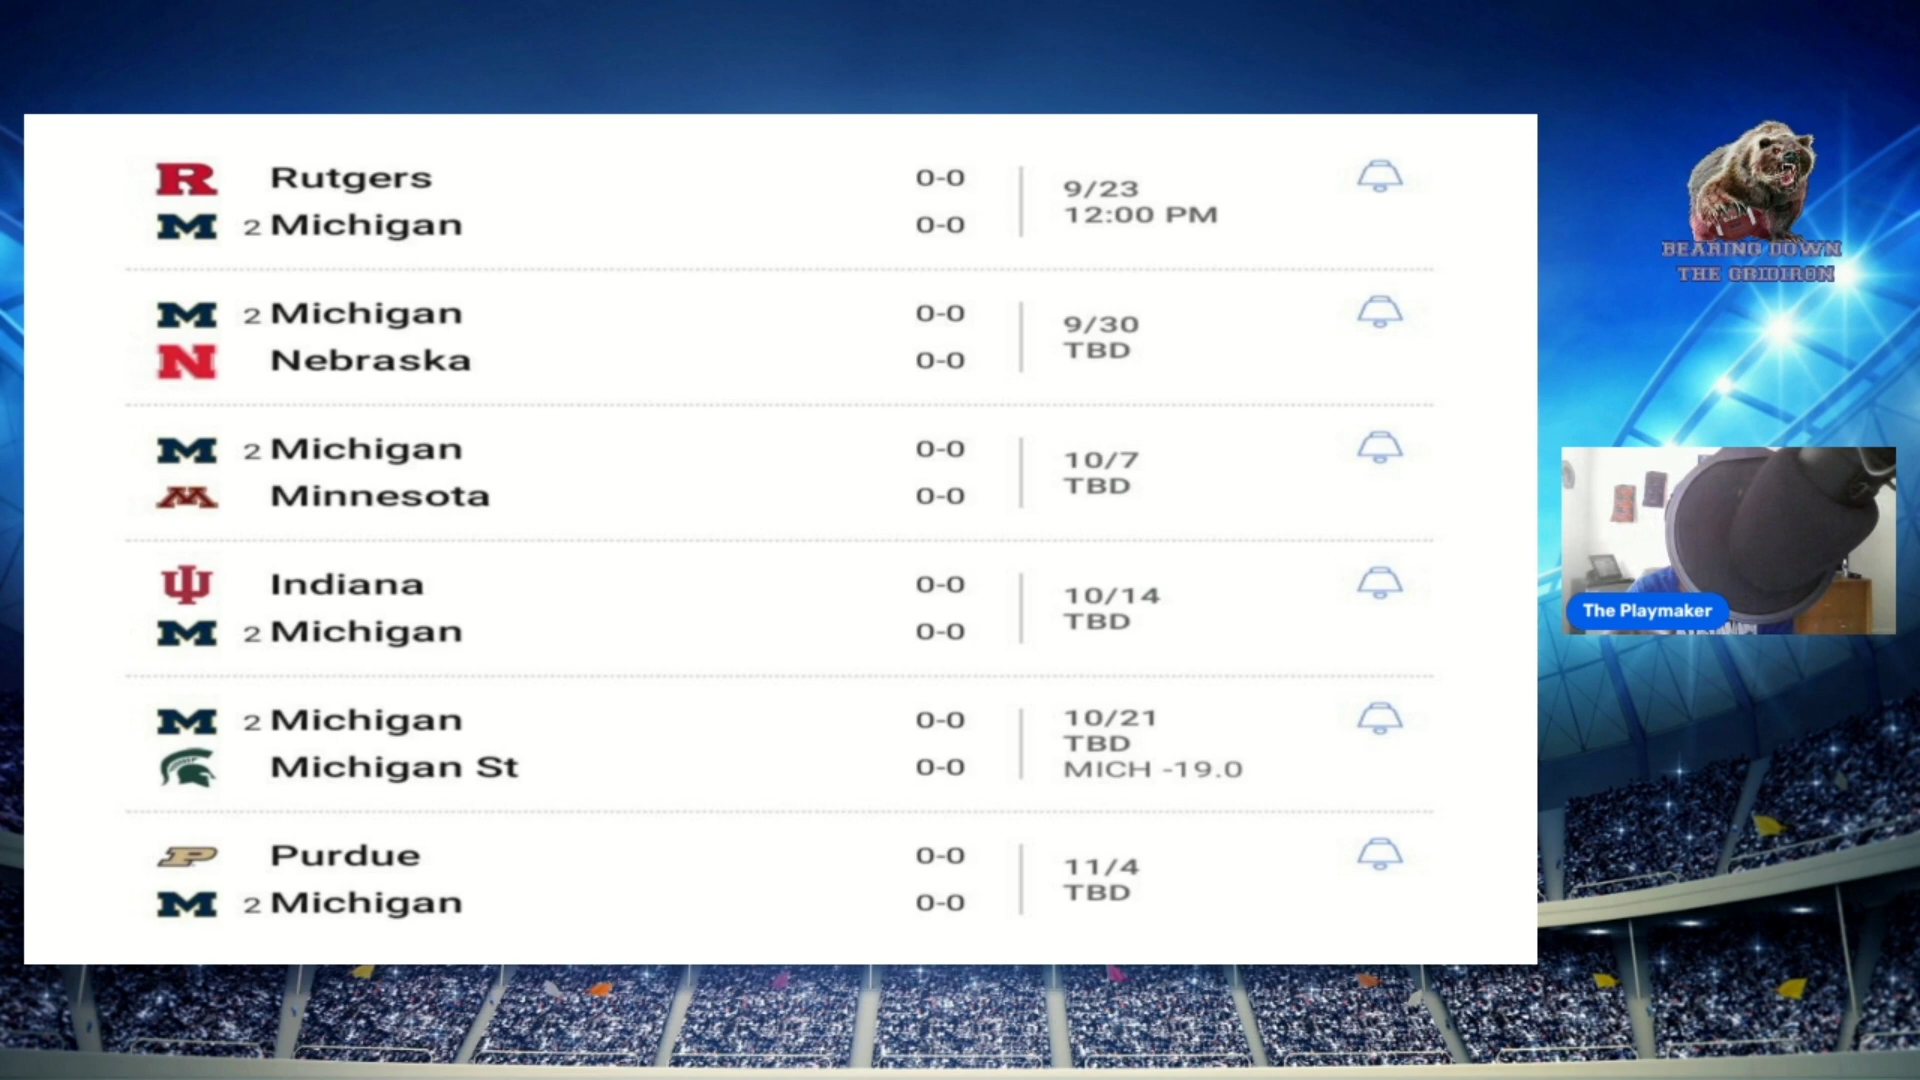 Rutgers 0-0
2 Michigan 0-0
9/23
12:00 PM
2 Michigan 0-0
Nebraska 0-0
9/30
TBD
2 Michigan 0-0
Minnesota 0-0
10/7
TBD
Indiana 0-0
2 Michigan 0-0
10/14
TBD
2 Michigan 0-0
Michigan St 0-0
10/21
TBD
MICH -19.0
Purdue 0-0
2 Michigan 0-0
11/4
TBD
BEARING DOWN
THE GRIDIRON
The Playmaker